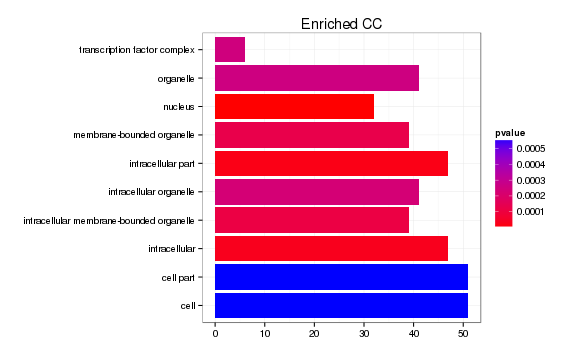 Enriched CC
transcription factor complex
organelle
nucleus
membrane-bounded organelle
intracellular part
intracellular organelle
intracellular membrane-bounded organelle
intracellular
cell part
cell
0 10 20 30 40 50
pvalue
0.0005
0.0004
0.0003
0.0002
0.0001